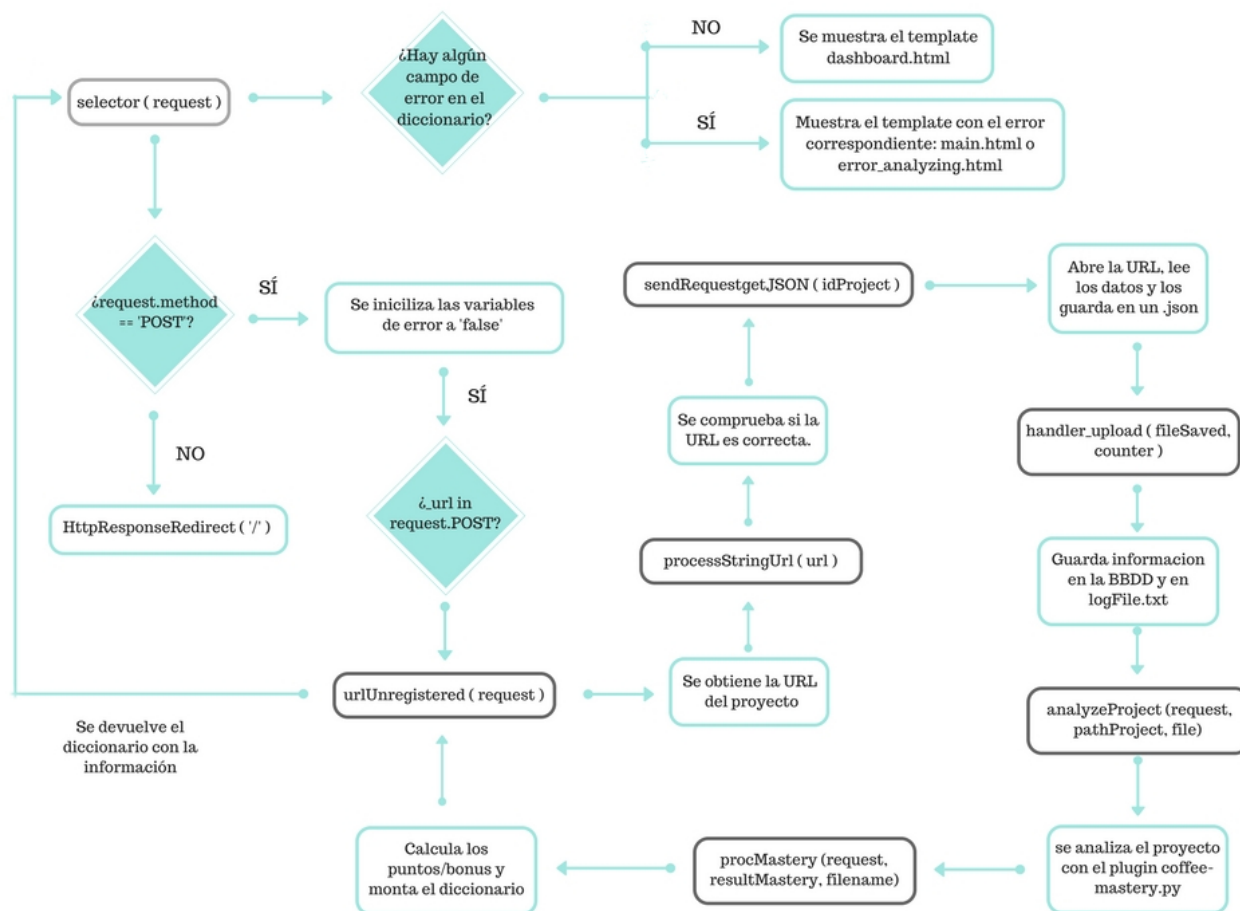 selector ( request )
¿Hay algún
campo de
error en el
diccionario?
NO
Se muestra el template
dashboard.html
SÍ
Muestra el template con el error
correspondiente: main.html o
error_analyzing.html
¿request.method
== 'POST'?
SÍ
Se iniciliza las variables
de error a 'false'
NO
HttpResponseRedirect ( '/' )
SÍ
¿_url in
request.POST?
urlUnregistered ( request )
Se devuelve el
diccionario con la
información
Se obtiene la URL
del proyecto
processStringUrl ( url )
Se comprueba si la
URL es correcta.
sendRequestgetJSON ( idProject )
Abre la URL, lee
los datos y los
guarda en un .json
handler_upload ( fileSaved,
counter )
Guarda informacion
en la BBDD y en
logFile.txt
analyzeProject (request,
pathProject, file)
se analiza el proyecto
con el plugin coffee-
mastery.py
procMastery (request,
resultMastery, filename)
Calcula los
puntos/bonus y
monta el diccionario